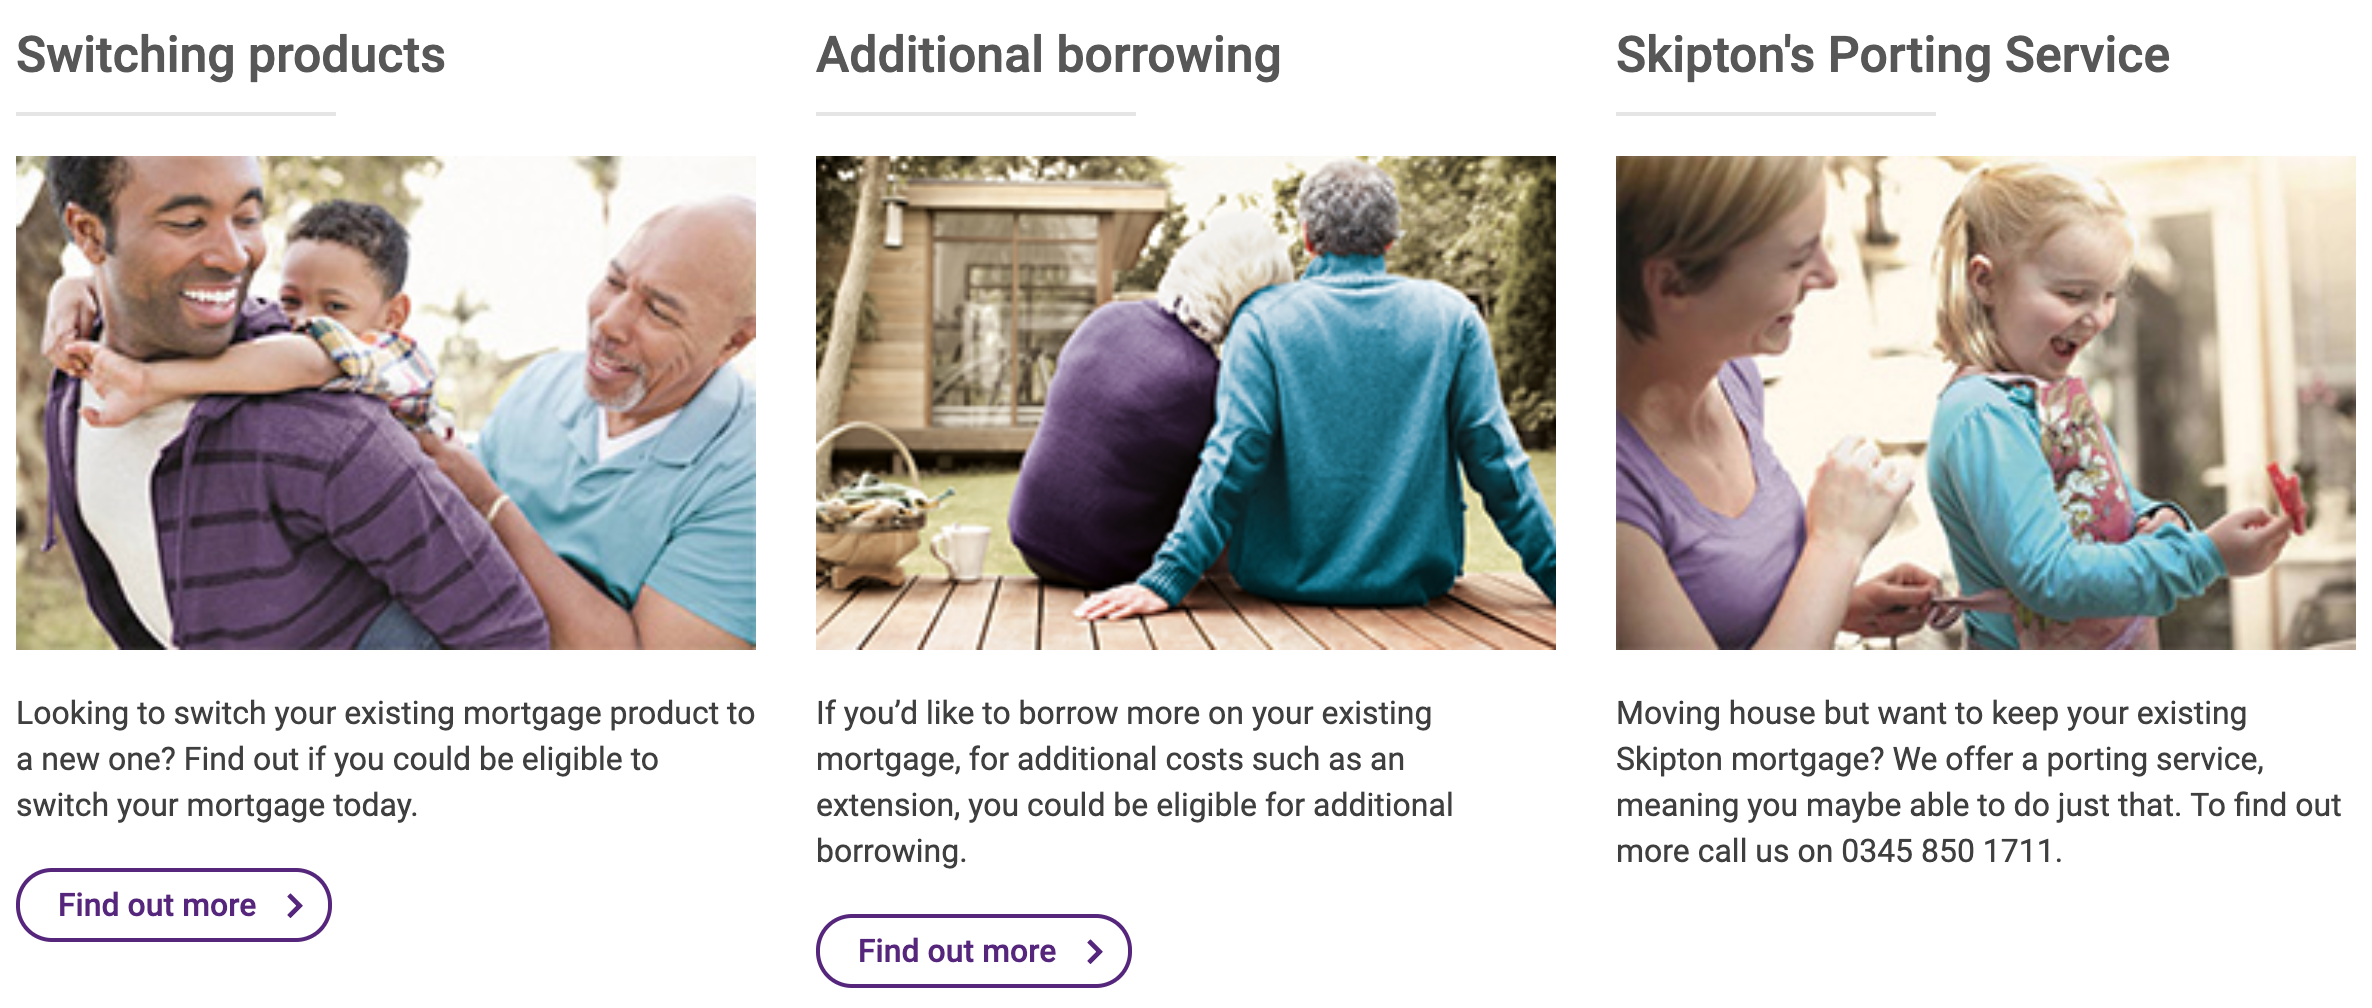 Switching products
Looking to switch your existing mortgage product to
a new one? Find out if you could be eligible to
switch your mortgage today.
Find out more
Additional borrowing
If you’d like to borrow more on your existing
mortgage, for additional costs such as an
extension, you could be eligible for additional
borrowing.
Find out more
Skipton's Porting Service
Moving house but want to keep your existing
Skipton mortgage? We offer a porting service,
meaning you maybe able to do just that. To find out
more call us on 0345 850 1711.